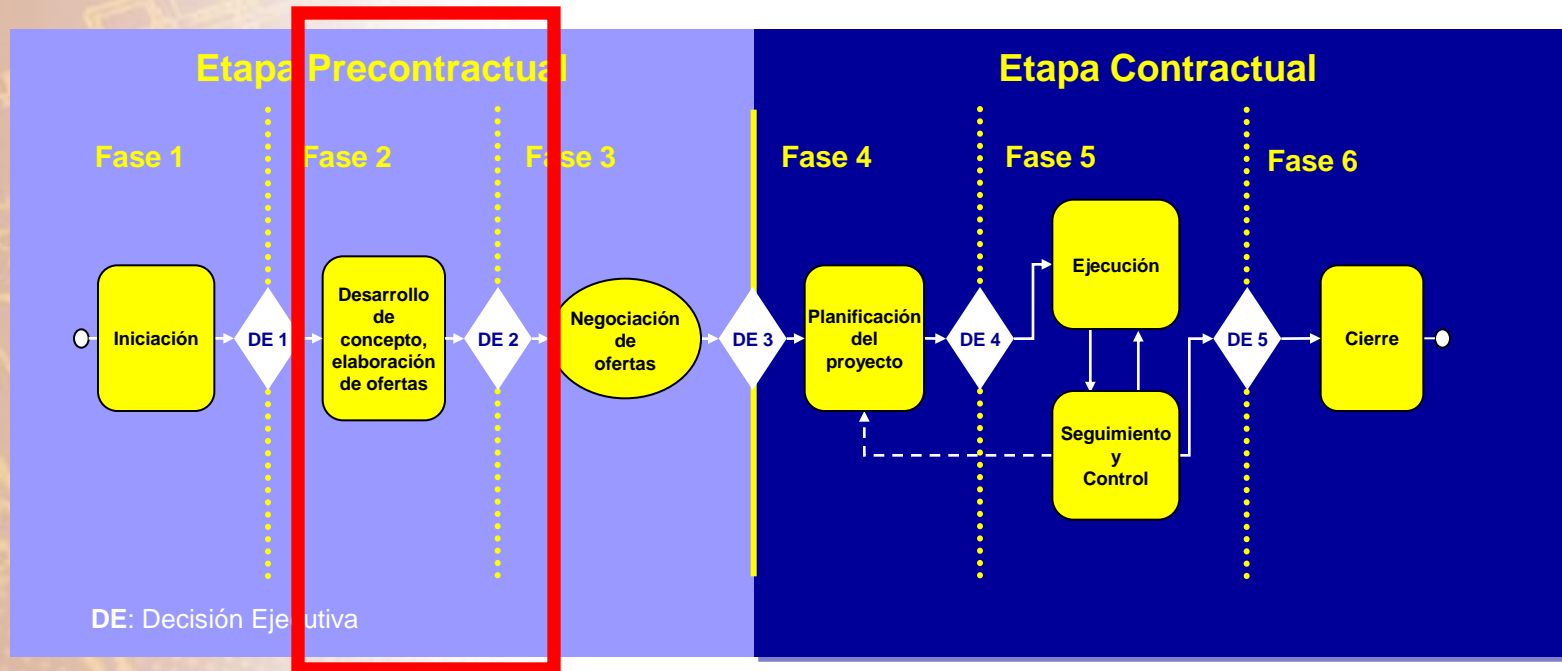 Etapa Precontractual
Etapa Contractual
Fase 1
Fase 2
Fase 3
Fase 4
Fase 5
Fase 6
Iniciación
DE 1
Desarrollo
de
concepto,
elaboración
de ofertas
DE 2
Negociación
de
ofertas
DE 3
Planificación
del
proyecto
DE 4
Ejecución
Seguimiento
y
Control
DE 5
Cierre
DE: Decisión Ejecutiva